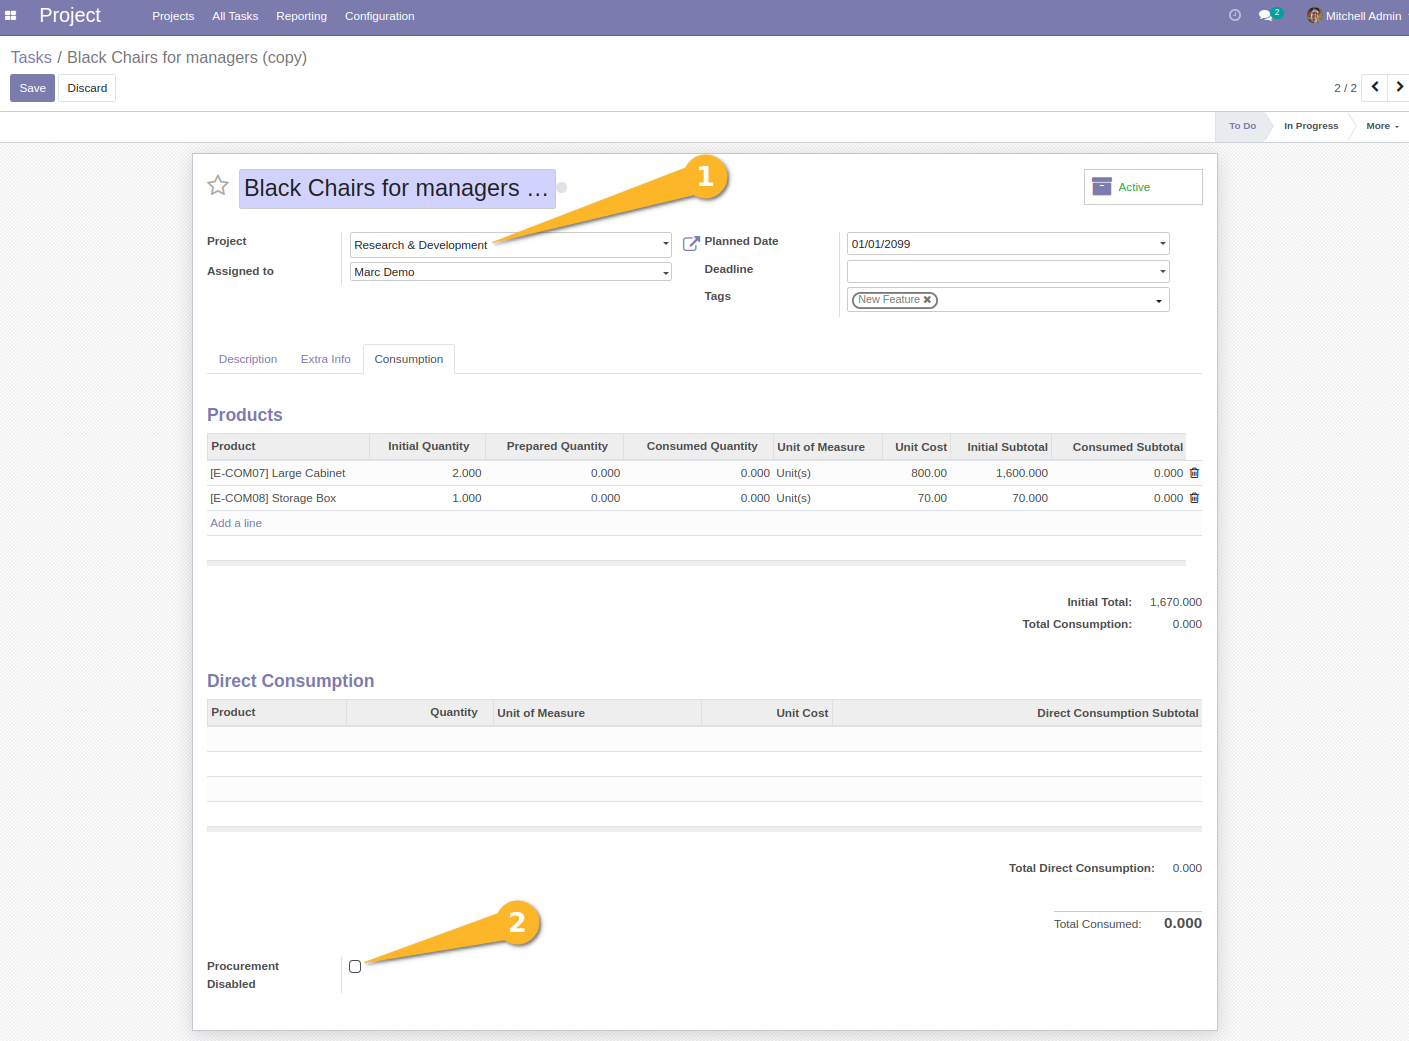 Project Projects All Tasks Reporting Configuration 2 Mitchell Admin
Tasks / Black Chairs for managers (copy)
Save Discard 2 / 2
To Do In Progress More
Black Chairs for managers ... 1 Active
Project Research & Development Planned Date 01/01/2099
Assigned to Marc Demo Deadline
Tags New Feature ✖
Description Extra Info Consumption
Products
Product Initial Quantity Prepared Quantity Consumed Quantity Unit of Measure Unit Cost Initial Subtotal Consumed Subtotal
[E-COM07] Large Cabinet 2.000 0.000 0.000 Unit(s) 800.00 1,600.000 0.000
[E-COM08] Storage Box 1.000 0.000 0.000 Unit(s) 70.00 70.000 0.000
Add a line
Initial Total: 1,670.000
Total Consumption: 0.000
Direct Consumption
Product Quantity Unit of Measure Unit Cost Direct Consumption Subtotal
Total Direct Consumption: 0.000
2
Total Consumed: 0.000
Procurement
Disabled